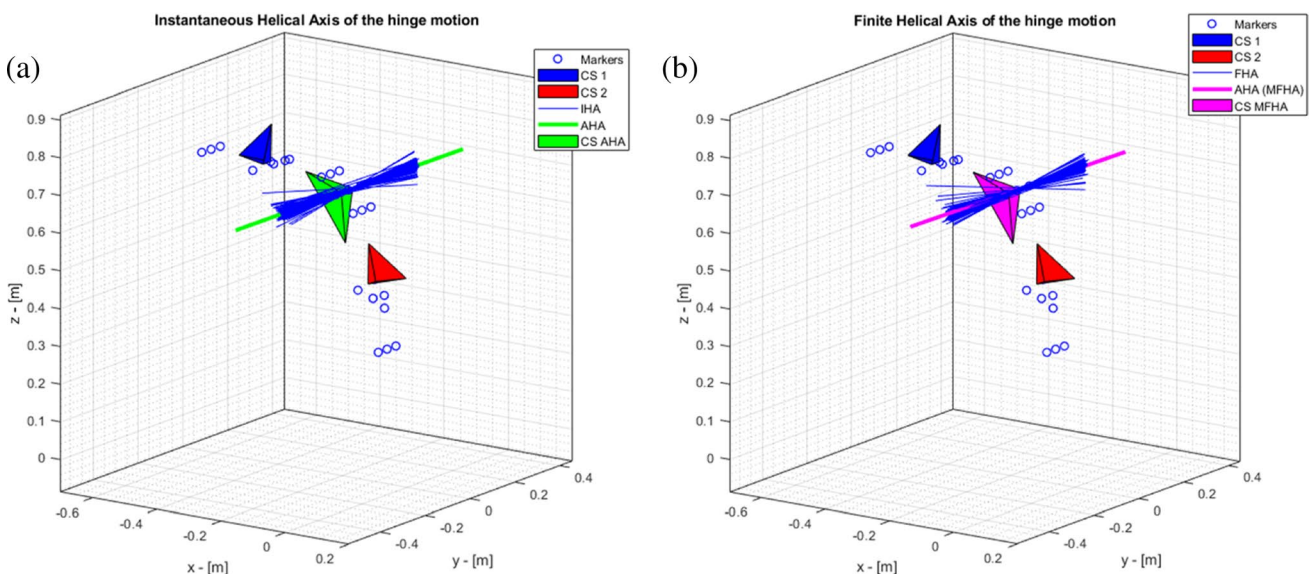 Instantaneous Helical Axis of the hinge motion
(a)
Markers
CS 1
CS 2
IHA
AHA
CS AHA
0.9
0.8
0.7
0.6
0.5
0.4
0.3
0.2
0.1
0
z - [m]
-0.6
-0.4
-0.2
0
0.2
x - [m]
-0.4
-0.2
0
0.2
0.4
y - [m]
Finite Helical Axis of the hinge motion
(b)
Markers
CS 1
CS 2
FHA
AHA (MFHA)
CS MFHA
0.9
0.8
0.7
0.6
0.5
0.4
0.3
0.2
0.1
0
z - [m]
-0.6
-0.4
-0.2
0
0.2
x - [m]
-0.4
-0.2
0
0.2
0.4
y - [m]